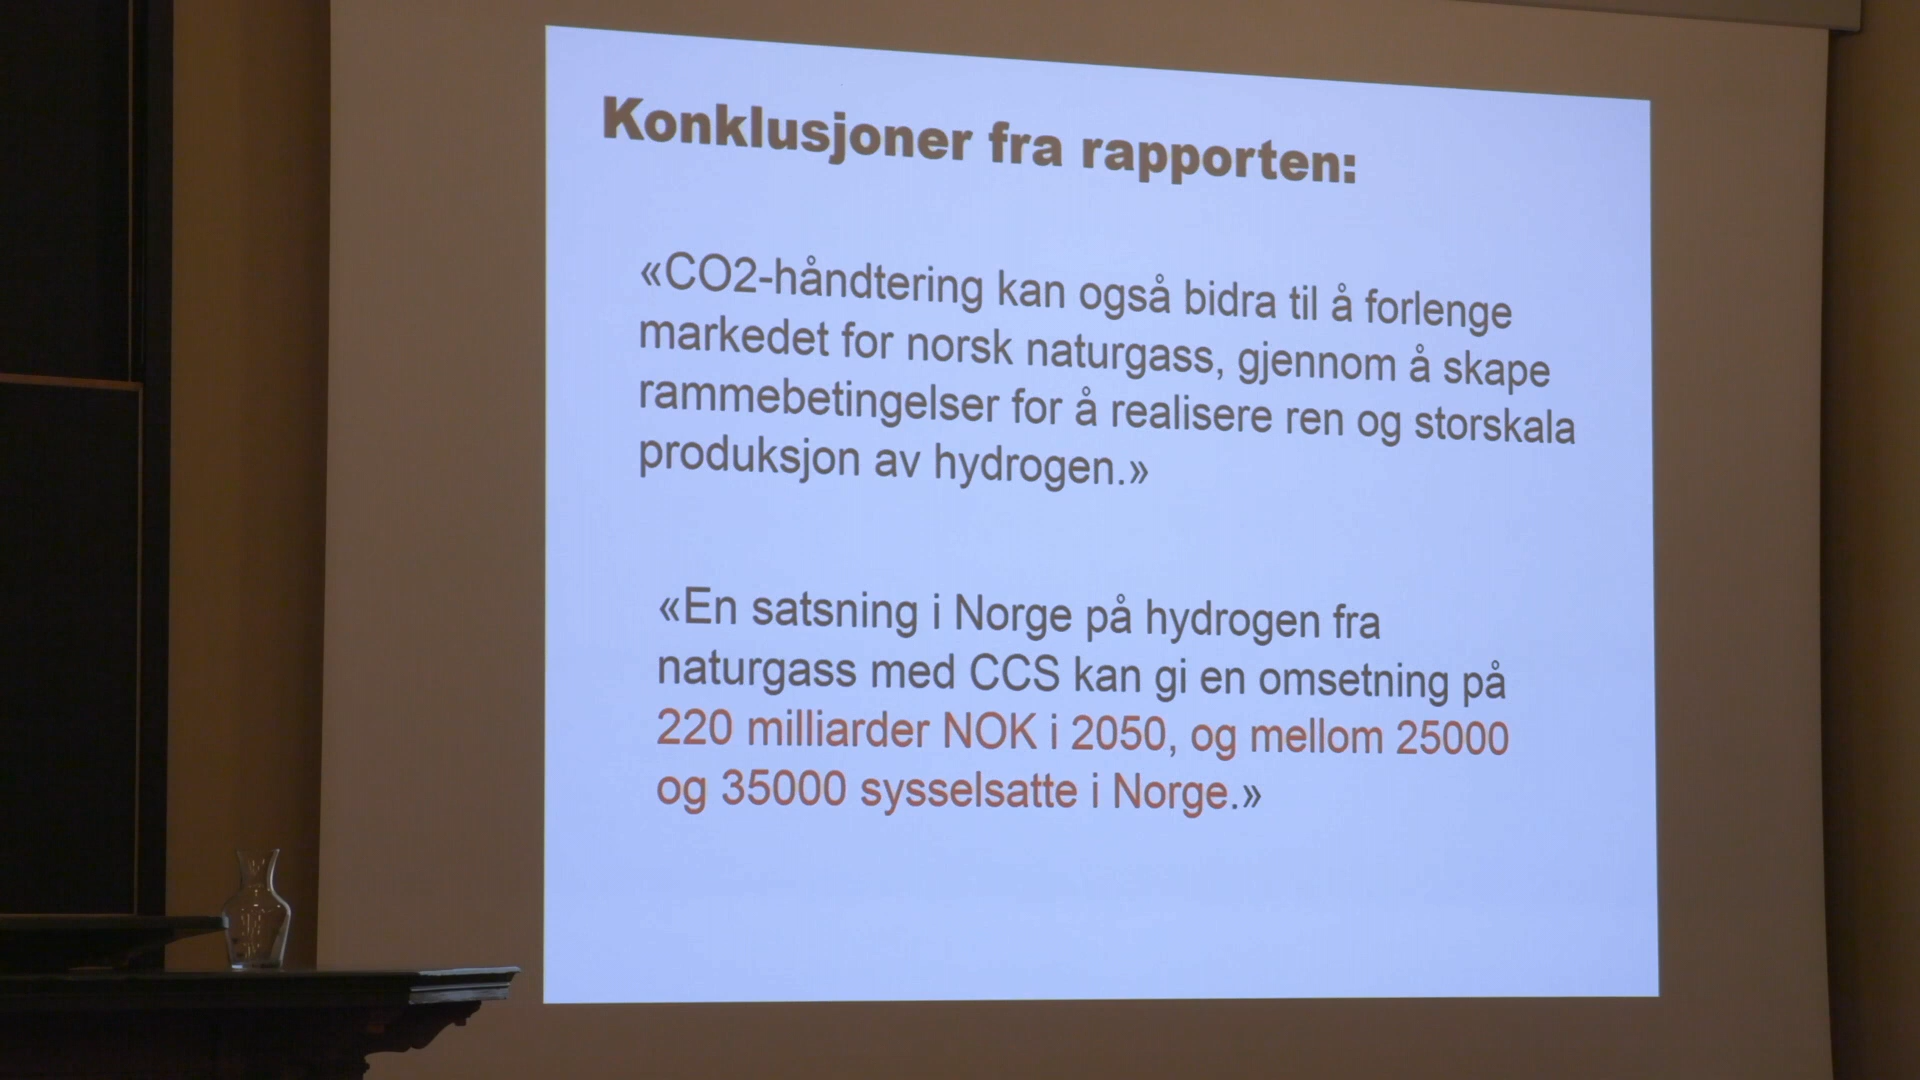 Konklusjoner fra rapporten:
«CO2-håndtering kan også bidra til å forlenge
markedet for norsk naturgass, gjennom å skape
rammebetingelser for å realisere ren og storskala
produksjon av hydrogen.»
«En satsning i Norge på hydrogen fra
naturgass med CCS kan gi en omsetning på
220 milliarder NOK i 2050, og mellom 25000
og 35000 sysselsatte i Norge.»